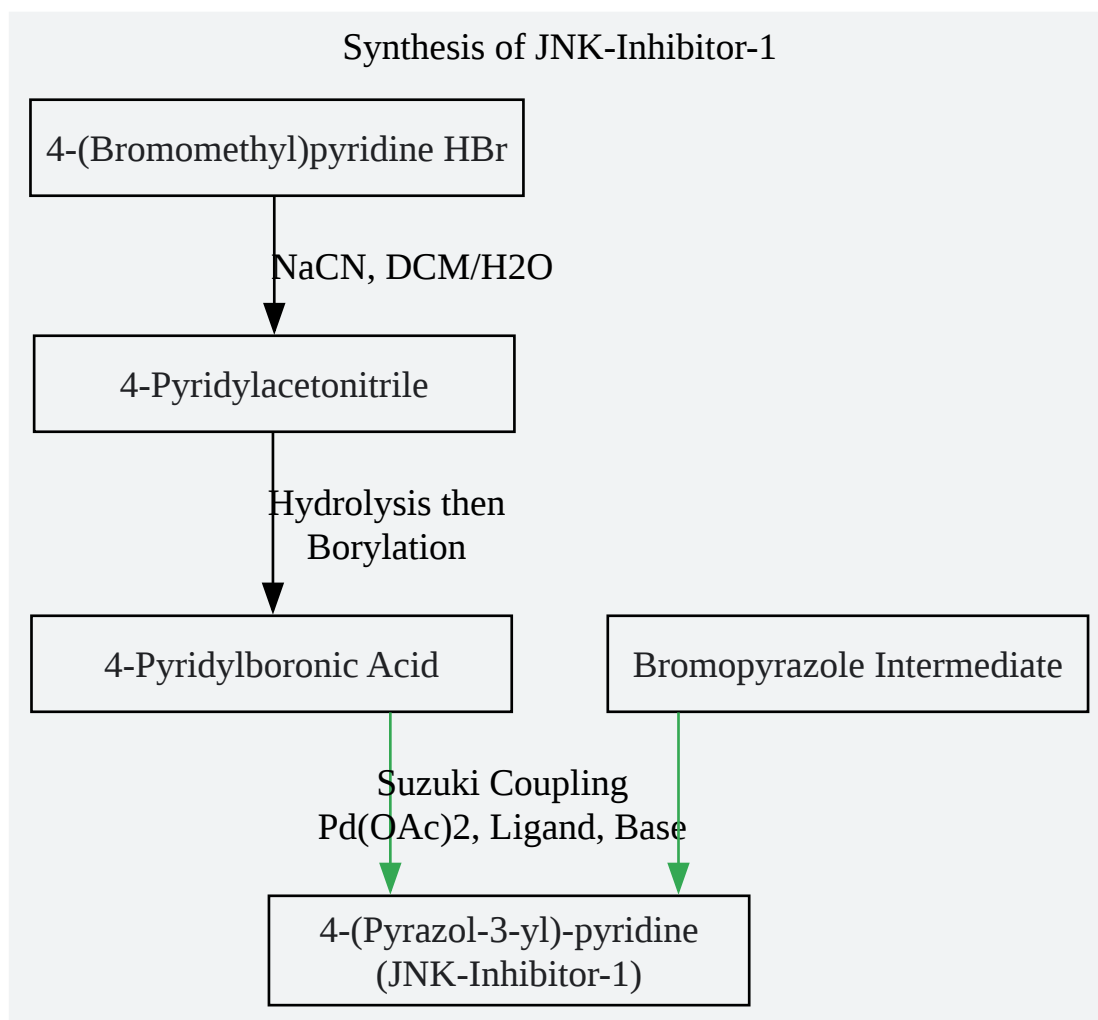 Synthesis of JNK-Inhibitor-1
4-(Bromomethyl)pyridine HBr
NaCN, DCM/H2O
4-Pyridylacetonitrile
Hydrolysis then
Borylation
4-Pyridylboronic Acid
Bromopyrazole Intermediate
Suzuki Coupling
Pd(OAc)2, Ligand, Base
4-(Pyrazol-3-yl)-pyridine
(JNK-Inhibitor-1)